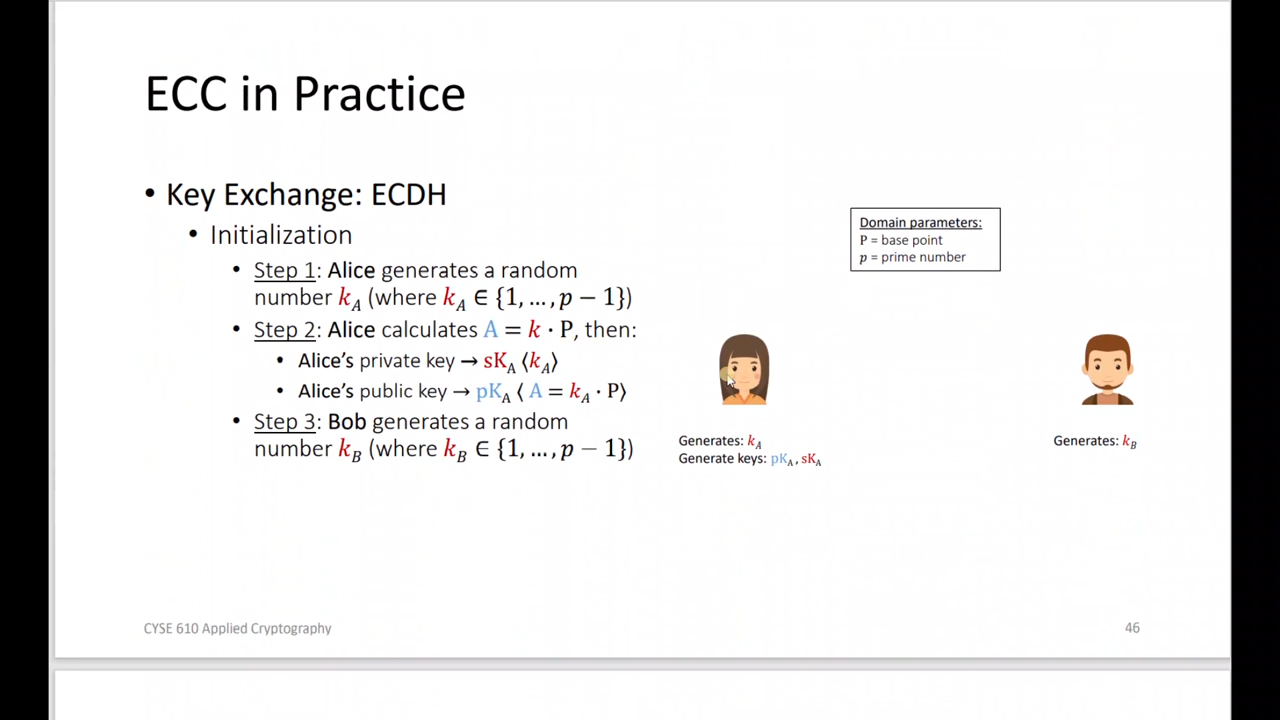 ECC in Practice
• Key Exchange: ECDH
• Initialization
• Step 1: Alice generates a random
number k_A (where k_A ∈ {1, … , p − 1})
• Step 2: Alice calculates A = k · P, then:
• Alice's private key → sK_A ⟨k_A⟩
• Alice's public key → pK_A ⟨ A = k_A · P⟩
• Step 3: Bob generates a random
number k_B (where k_B ∈ {1, … , p − 1})
Domain parameters:
P = base point
p = prime number
Generates: k_A
Generate keys: pK_A, sK_A
Generates: k_B
CYSE 610 Applied Cryptography
46